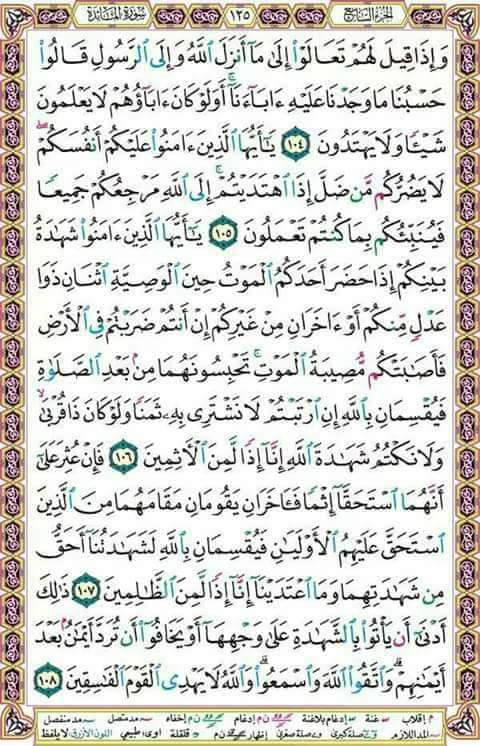 الجزء السابع ١٢٥ سورة المائدة
وَإِذَا قِيلَ لَهُمْ تَعَالَوْا۟ إِلَىٰ مَآ أَنزَلَ ٱللَّهُ وَإِلَى ٱلرَّسُولِ قَالُوا۟
حَسْبُنَا مَا وَجَدْنَا عَلَيْهِ ءَابَآءَنَآ ۚ أَوَلَوْ كَانَ ءَابَآؤُهُمْ لَا يَعْلَمُونَ
شَيْـًٔا وَلَا يَهْتَدُونَ ١٠٤ يَـٰٓأَيُّهَا ٱلَّذِينَ ءَامَنُوا۟ عَلَيْكُمْ أَنفُسَكُمْ ۖ
لَا يَضُرُّكُم مَّن ضَلَّ إِذَا ٱهْتَدَيْتُمْ ۚ إِلَى ٱللَّهِ مَرْجِعُكُمْ جَمِيعًا
فَيُنَبِّئُكُم بِمَا كُنتُمْ تَعْمَلُونَ ١٠٥ يَـٰٓأَيُّهَا ٱلَّذِينَ ءَامَنُوا۟ شَهَـٰدَةُ
بَيْنِكُمْ إِذَا حَضَرَ أَحَدَكُمُ ٱلْمَوْتُ حِينَ ٱلْوَصِيَّةِ ٱثْنَانِ ذَوَا
عَدْلٍ مِّنكُمْ أَوْ ءَاخَرَانِ مِنْ غَيْرِكُمْ إِنْ أَنتُمْ ضَرَبْتُمْ فِى ٱلْأَرْضِ
فَأَصَـٰبَتْكُم مُّصِيبَةُ ٱلْمَوْتِ ۚ تَحْبِسُونَهُمَا مِنۢ بَعْدِ ٱلصَّلَوٰةِ
فَيُقْسِمَانِ بِٱللَّهِ إِنِ ٱرْتَبْتُمْ لَا نَشْتَرِى بِهِۦ ثَمَنًا وَلَوْ كَانَ ذَا قُرْبَىٰ ۙ
وَلَا نَكْتُمُ شَهَـٰدَةَ ٱللَّهِ إِنَّآ إِذًا لَّمِنَ ٱلْـَٔاثِمِينَ ١٠٦ فَإِنْ عُثِرَ عَلَىٰٓ
أَنَّهُمَا ٱسْتَحَقَّآ إِثْمًا فَـَٔاخَرَانِ يَقُومَانِ مَقَامَهُمَا مِنَ ٱلَّذِينَ
ٱسْتَحَقَّ عَلَيْهِمُ ٱلْأَوْلَيَـٰنِ فَيُقْسِمَانِ بِٱللَّهِ لَشَهَـٰدَتُنَآ أَحَقُّ
مِن شَهَـٰدَتِهِمَا وَمَا ٱعْتَدَيْنَآ إِنَّآ إِذًا لَّمِنَ ٱلظَّـٰلِمِينَ ١٠٧ ذَٰلِكَ
أَدْنَىٰٓ أَن يَأْتُوا۟ بِٱلشَّهَـٰدَةِ عَلَىٰ وَجْهِهَآ أَوْ يَخَافُوٓا۟ أَن تُرَدَّ أَيْمَـٰنٌۢ بَعْدَ
أَيْمَـٰنِهِمْ ۗ وَٱتَّقُوا۟ ٱللَّهَ وَٱسْمَعُوا۟ ۗ وَٱللَّهُ لَا يَهْدِى ٱلْقَوْمَ ٱلْفَـٰسِقِينَ ١٠٨
م إقلاب غنة إدغام بلاغنة ن م إدغام ن م إخفاء مد متصل مد منفصل
المد اللازم صلة كبرى صلة صغرى إظهار ن م قلقلة اوى: طبيعي اللون الأزرق لا يلفظ